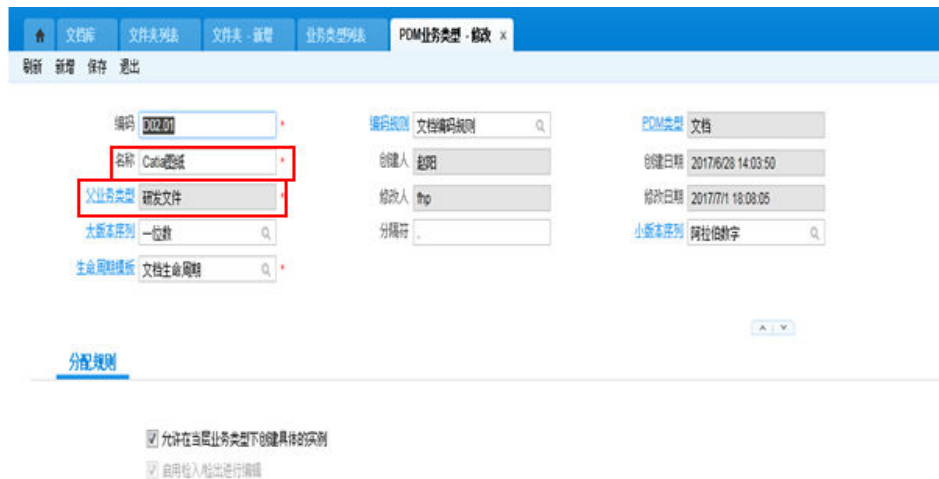 文档库 文件夹列表 文件夹 - 新增 业务类型列表 PDM业务类型 - 修改 ×
刷新 新增 保存 退出
编码 D02.01 * 编码规则 文档编码规则 PDM类型 文档
名称 Catia图纸 * 创建人 赵阳 创建日期 2017/6/28 14:03:50
父业务类型 研发文件 * 修改人 fhp 修改日期 2017/7/1 18:08:05
大版本序列 一位数 分隔符 . 小版本序列 阿拉伯数字
生命周期模板 文档生命周期 *
分配规则
允许在当层业务类型下创建具体的实例
启用检入/检出进行编辑